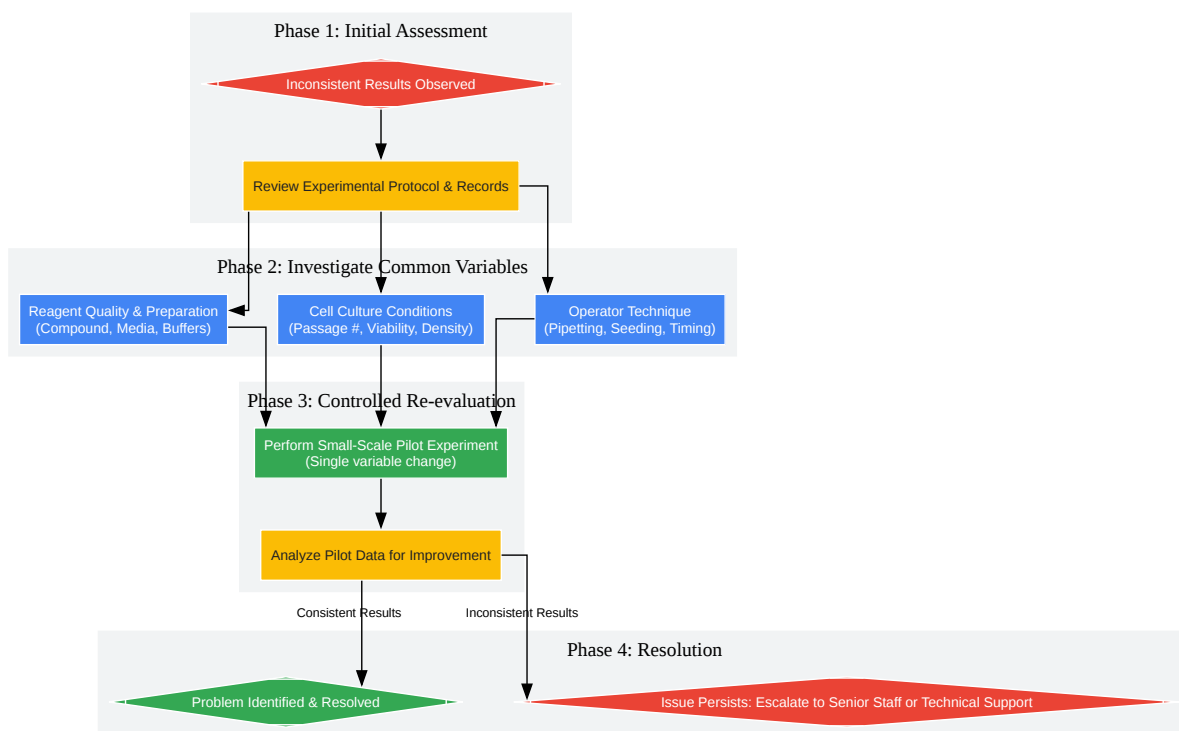 Phase 1: Initial Assessment
Inconsistent Results Observed
Review Experimental Protocol & Records
Phase 2: Investigate Common Variables
Reagent Quality & Preparation
(Compound, Media, Buffers)
Cell Culture Conditions
(Passage #, Viability, Density)
Operator Technique
(Pipetting, Seeding, Timing)
Phase 3: Controlled Re-evaluation
Perform Small-Scale Pilot Experiment
(Single variable change)
Analyze Pilot Data for Improvement
Consistent Results
Inconsistent Results
Phase 4: Resolution
Problem Identified & Resolved
Issue Persists: Escalate to Senior Staff or Technical Support